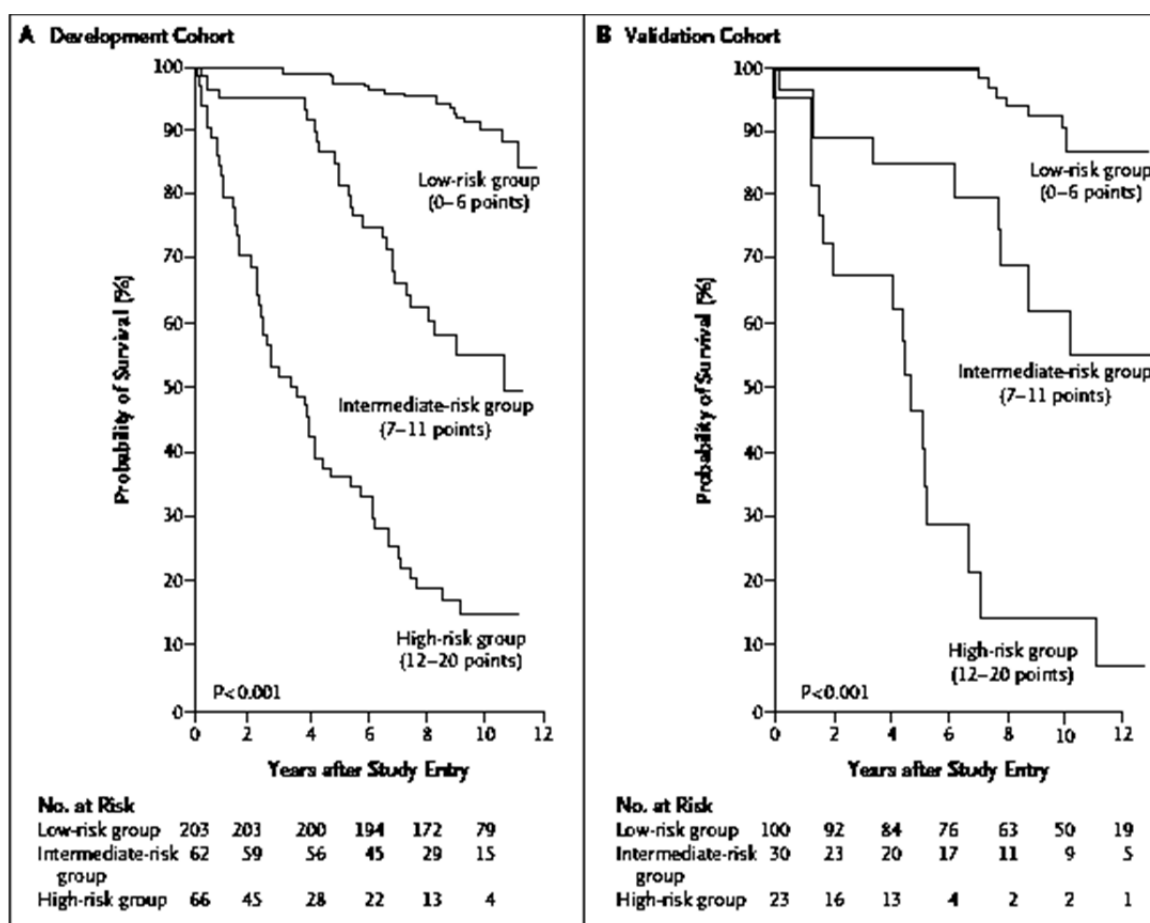 A Development Cohort
Probability of Survival (%)
100
90
80
70
60
50
40
30
20
10
0
Low-risk group
(0–6 points)
Intermediate-risk group
(7–11 points)
High-risk group
(12–20 points)
P<0.001
0 2 4 6 8 10 12
Years after Study Entry
No. at Risk
Low-risk group 203 203 200 194 172 79
Intermediate-risk 62 59 56 45 29 15
group
High-risk group 66 45 28 22 13 4
B Validation Cohort
Probability of Survival (%)
100
90
80
70
60
50
40
30
20
10
0
Low-risk group
(0–6 points)
Intermediate-risk group
(7–11 points)
High-risk group
(12–20 points)
P<0.001
0 2 4 6 8 10 12
Years after Study Entry
No. at Risk
Low-risk group 100 92 84 76 63 50 19
Intermediate-risk 30 23 20 17 11 9 5
group
High-risk group 23 16 13 4 2 2 1